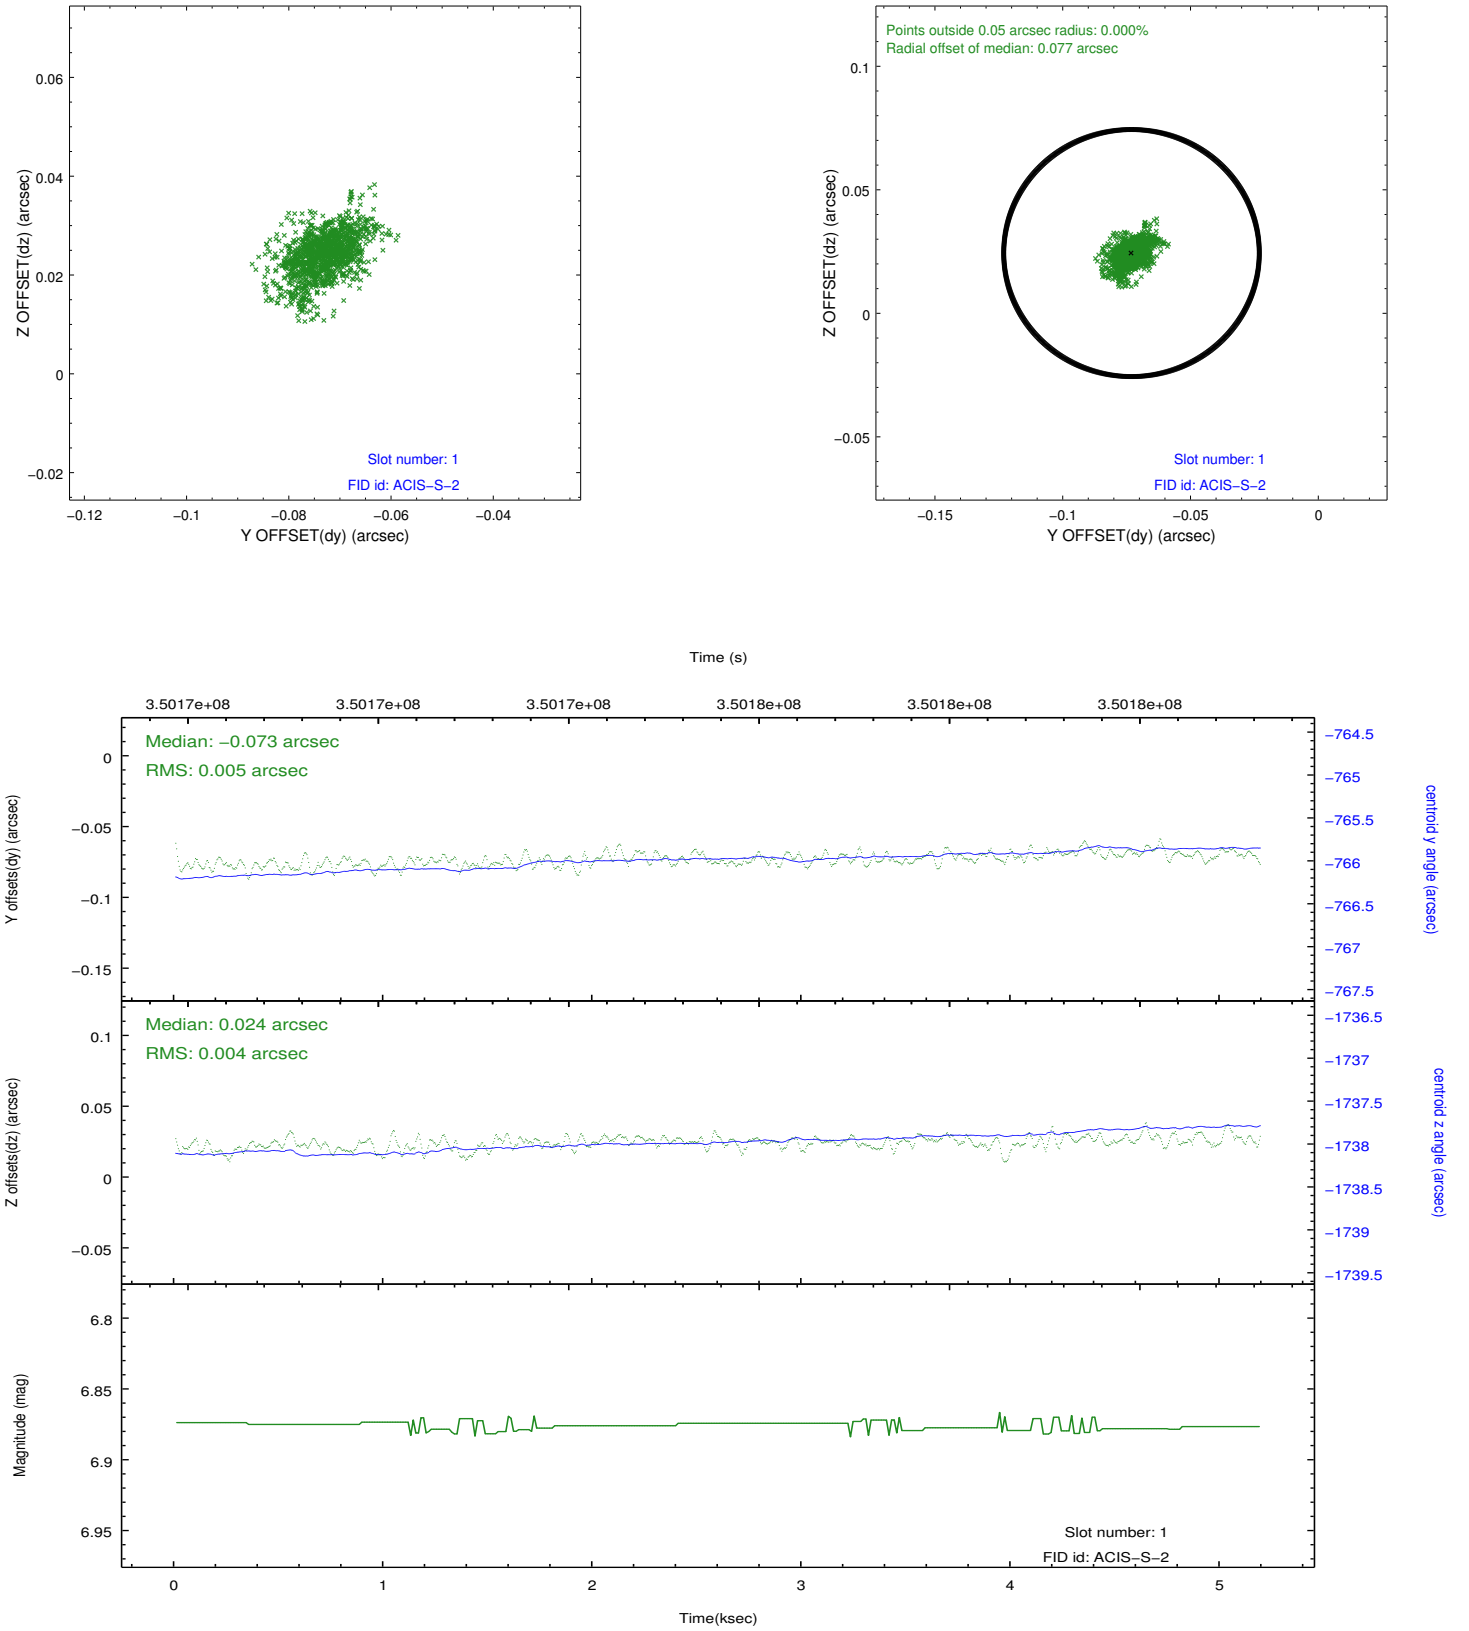 0.06
0.04
0.02
0
−0.02
Z OFFSET(dz) (arcsec)
Slot number: 1
FID id: ACIS−S−2
−0.12
−0.1
−0.08
−0.06
−0.04
Y OFFSET(dy) (arcsec)
Points outside 0.05 arcsec radius: 0.000%
Radial offset of median: 0.077 arcsec
0.1
0.05
0
−0.05
Z OFFSET(dz) (arcsec)
Slot number: 1
FID id: ACIS−S−2
−0.15
−0.1
−0.05
0
Y OFFSET(dy) (arcsec)
Time (s)
3.5017e+08
3.5017e+08
3.5017e+08
3.5018e+08
3.5018e+08
3.5018e+08
Median: −0.073 arcsec
RMS: 0.005 arcsec
0
−0.05
−0.1
−0.15
Y offsets(dy) (arcsec)
−764.5
−765
−765.5
−766
−766.5
−767
−767.5
centroid y angle (arcsec)
Median: 0.024 arcsec
RMS: 0.004 arcsec
0.1
0.05
0
−0.05
Z offsets(dz) (arcsec)
−1736.5
−1737
−1737.5
−1738
−1738.5
−1739
−1739.5
centroid z angle (arcsec)
6.8
6.85
6.9
6.95
Magnitude (mag)
Slot number: 1
FID id: ACIS−S−2
0
1
2
3
4
5
Time(ksec)